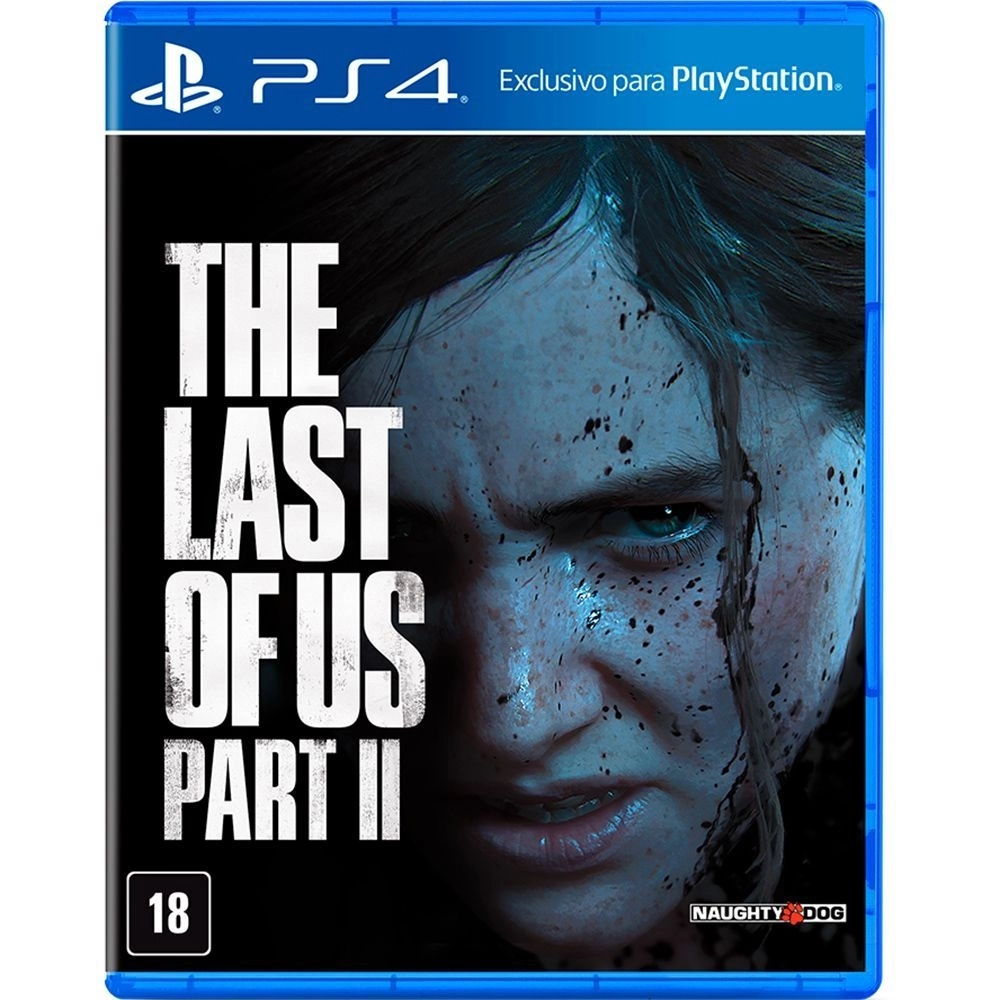 PS4 Exclusivo para PlayStation
THE
LAST
OF US
PART II
18
NAUGHTY DOG